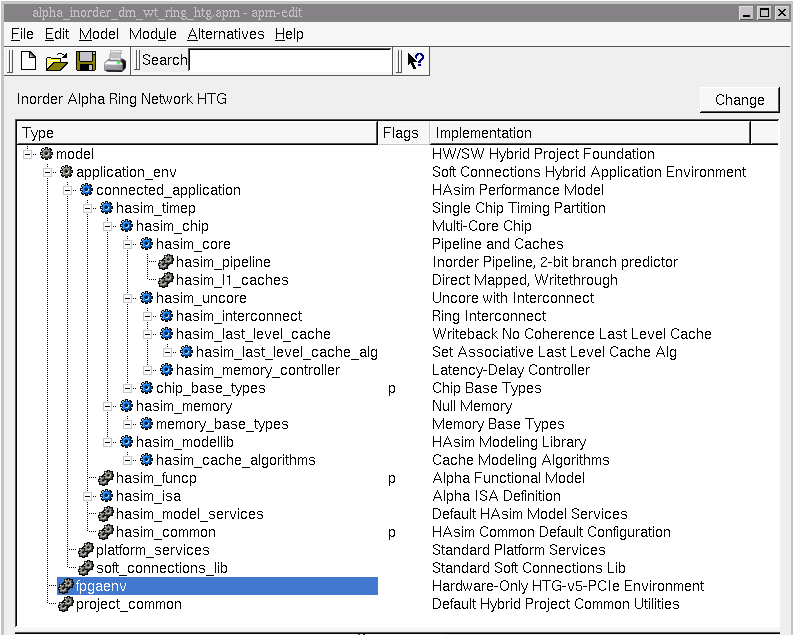 alpha_inorder_dm_wt_ring_htg.apm - apm-edit
File Edit Model Module Alternatives Help
Search
Inorder Alpha Ring Network HTG
Change
Type Flags Implementation
model HW/SW Hybrid Project Foundation
application_env Soft Connections Hybrid Application Environment
connected_application HAsim Performance Model
hasim_timep Single Chip Timing Partition
hasim_chip Multi-Core Chip
hasim_core Pipeline and Caches
hasim_pipeline Inorder Pipeline, 2-bit branch predictor
hasim_l1_caches Direct Mapped, Writethrough
hasim_uncore Uncore with Interconnect
hasim_interconnect Ring Interconnect
hasim_last_level_cache Writeback No Coherence Last Level Cache
hasim_last_level_cache_alg Set Associative Last Level Cache Alg
hasim_memory_controller Latency-Delay Controller
chip_base_types p Chip Base Types
hasim_memory Null Memory
memory_base_types Memory Base Types
hasim_modellib HAsim Modeling Library
hasim_cache_algorithms Cache Modeling Algorithms
hasim_funcp p Alpha Functional Model
hasim_isa Alpha ISA Definition
hasim_model_services Default HAsim Model Services
hasim_common p HAsim Common Default Configuration
platform_services Standard Platform Services
soft_connections_lib Standard Soft Connections Lib
fpgaenv Hardware-Only HTG-v5-PCIe Environment
project_common Default Hybrid Project Common Utilities